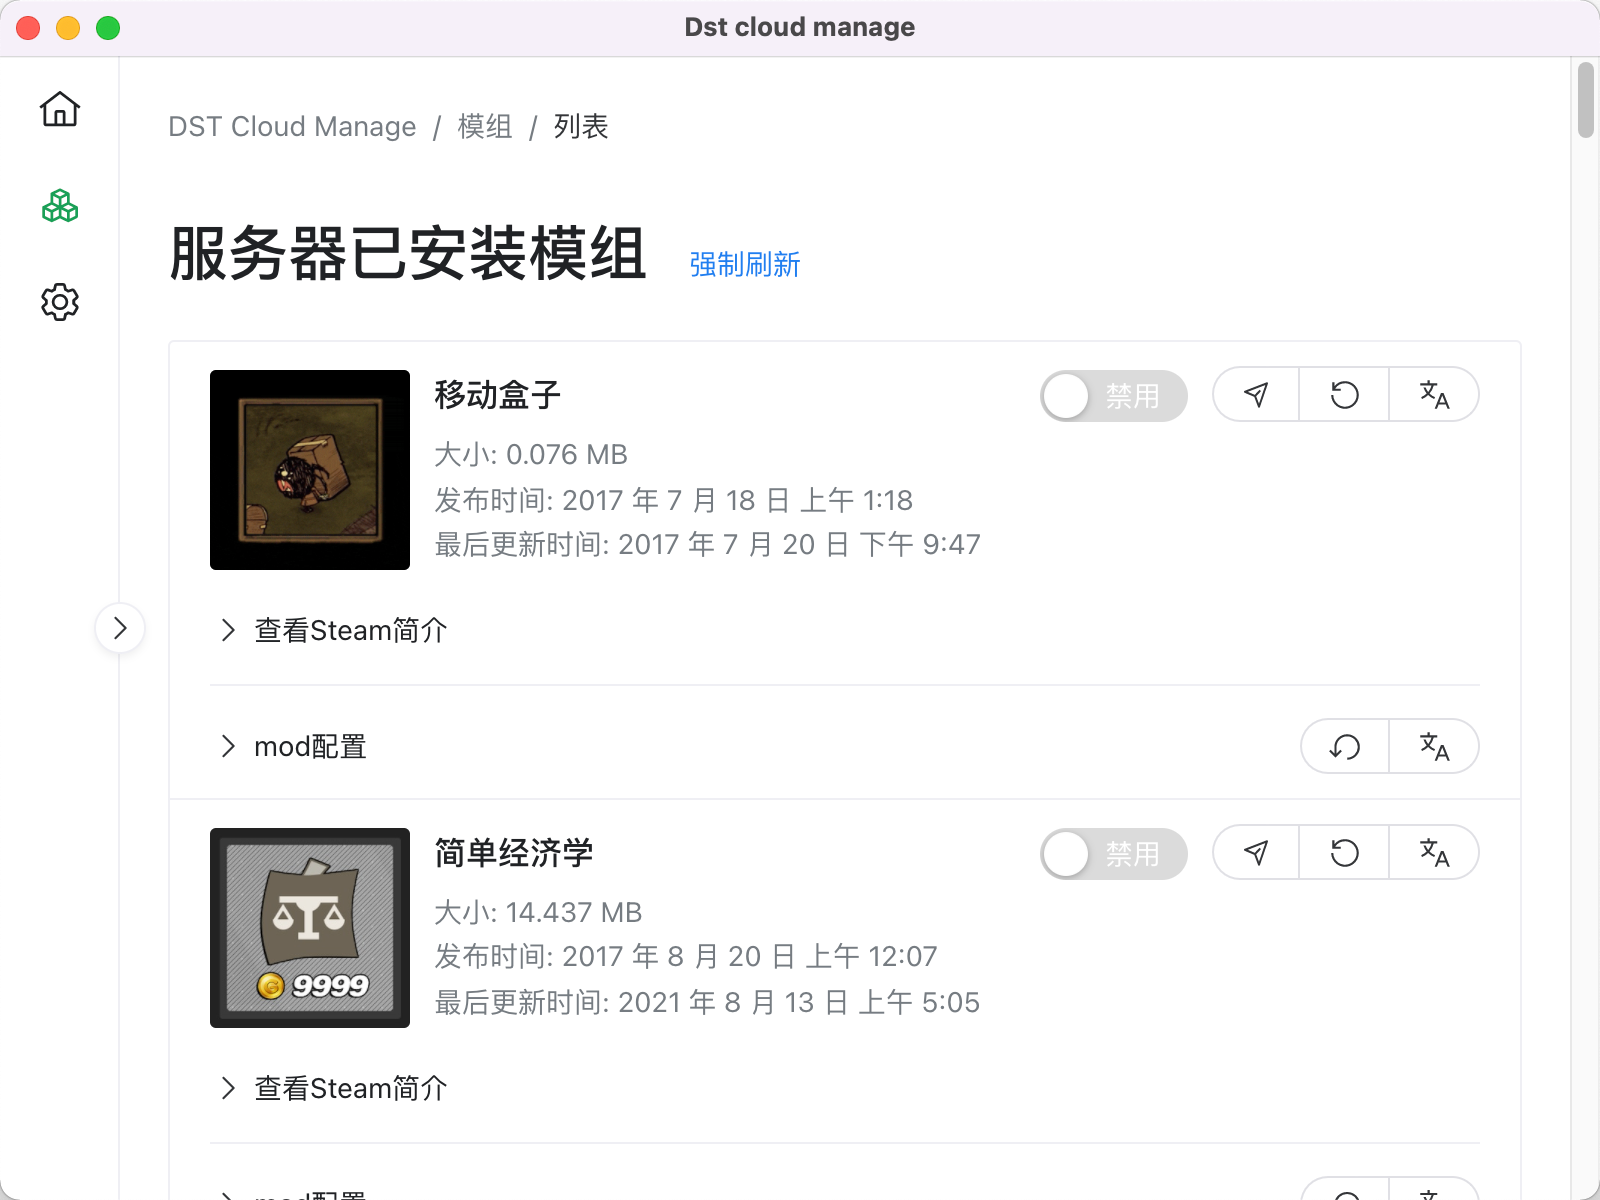 Dst cloud manage
DST Cloud Manage / 模组 / 列表
服务器已安装模组 强制刷新
移动盒子 禁用
大小: 0.076 MB
发布时间: 2017 年 7 月 18 日 上午 1:18
最后更新时间: 2017 年 7 月 20 日 下午 9:47
查看Steam简介
mod配置
简单经济学 禁用
9999
大小: 14.437 MB
发布时间: 2017 年 8 月 20 日 上午 12:07
最后更新时间: 2021 年 8 月 13 日 上午 5:05
查看Steam简介
mod配置